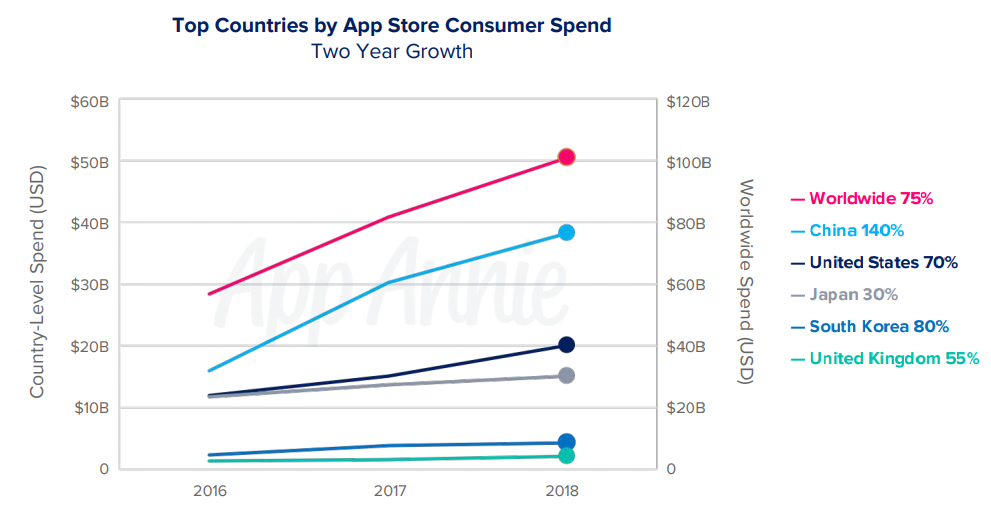 Top Countries by App Store Consumer Spend
Two Year Growth
$60B
$50B
$40B
$30B
$20B
$10B
0
Country-Level Spend (USD)
App Annie
2016
2017
2018
$120B
$100B
$80B
$60B
$40B
$20B
0
Worldwide Spend (USD)
Worldwide 75%
China 140%
United States 70%
Japan 30%
South Korea 80%
United Kingdom 55%